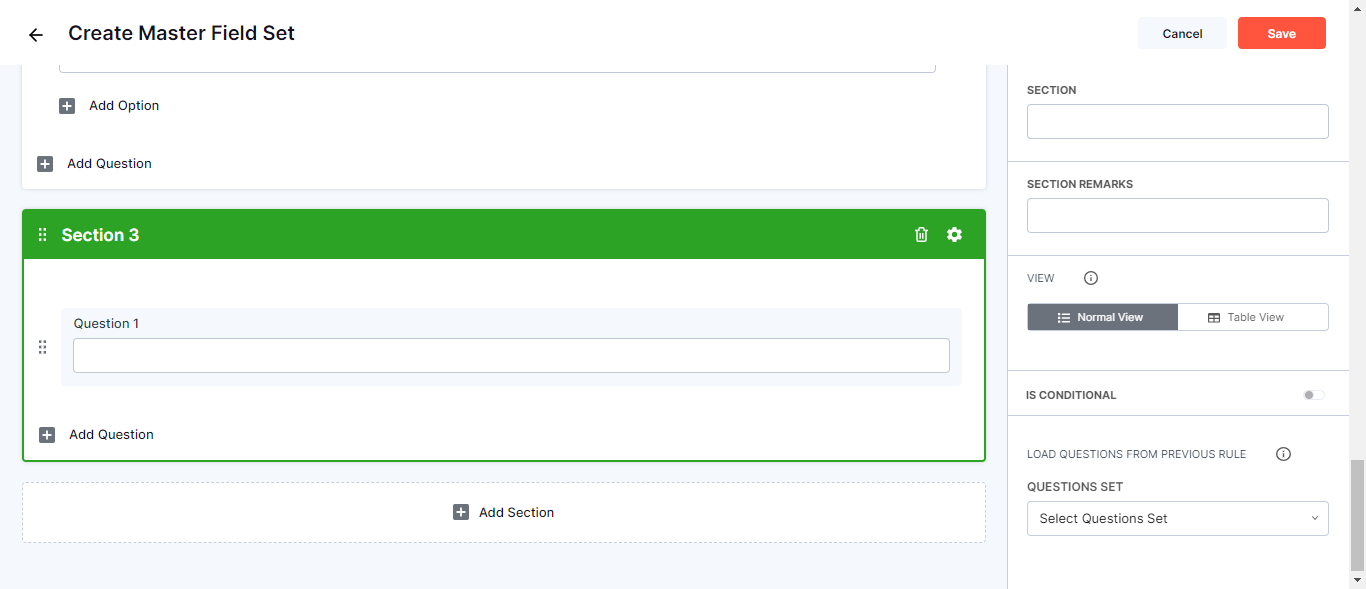 Create Master Field Set
Cancel
Save
Add Option
Add Question
Section 3
Question 1
Add Question
Add Section
SECTION
SECTION REMARKS
VIEW
Normal View
Table View
IS CONDITIONAL
LOAD QUESTIONS FROM PREVIOUS RULE
QUESTIONS SET
Select Questions Set